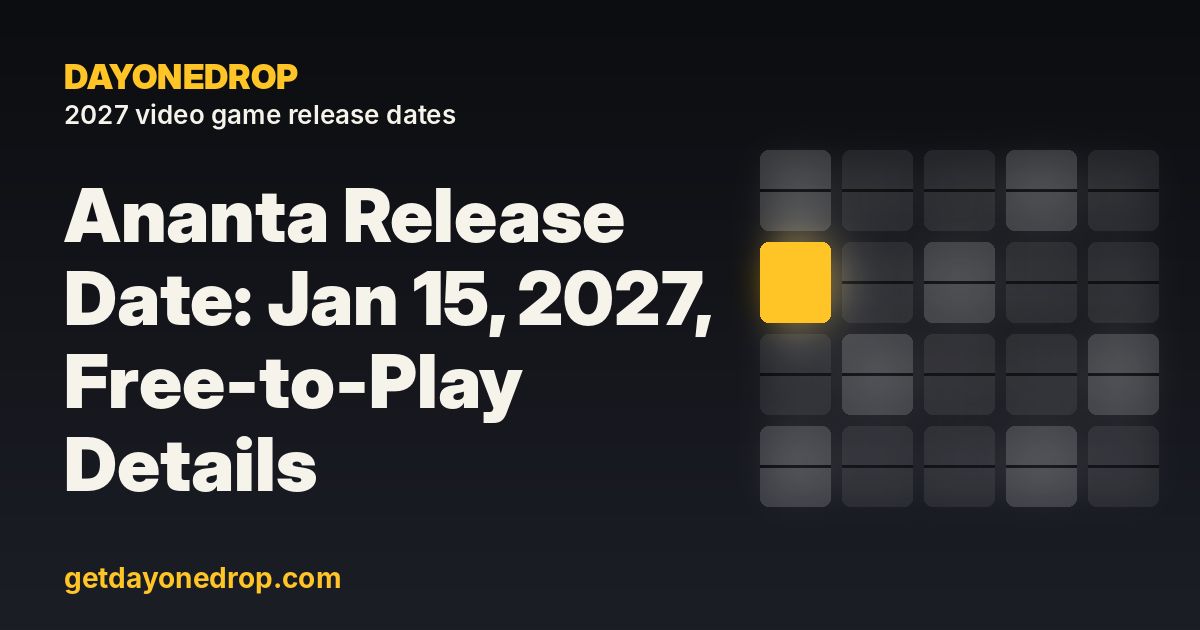 DAYONEDROP
2027 video game release dates
Ananta Release
Date: Jan 15, 2027,
Free-to-Play
Details
getdayonedrop.com